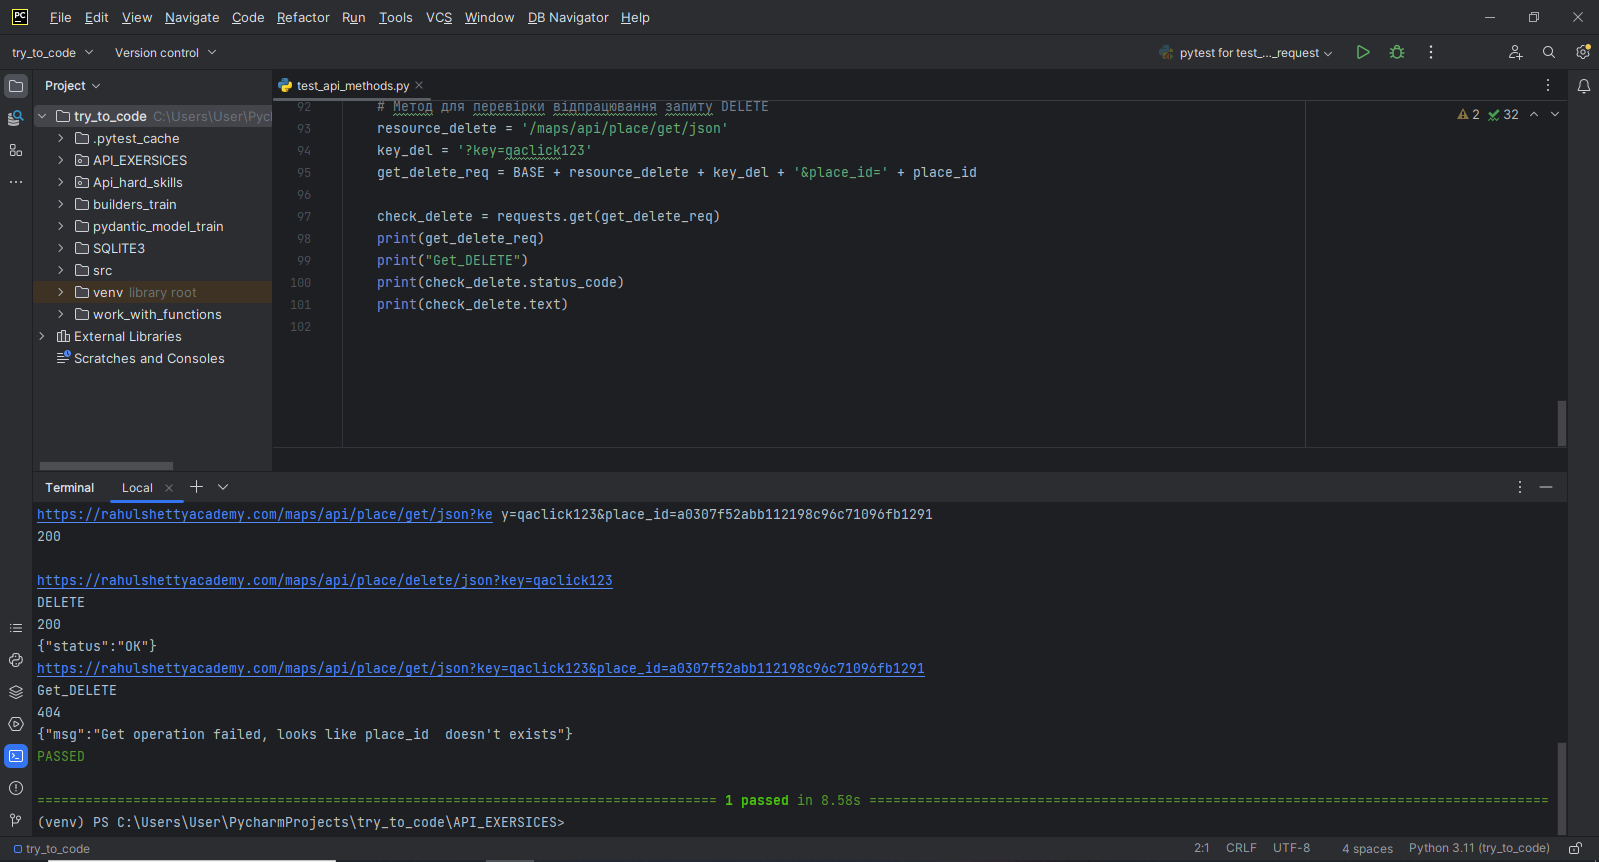 PC File Edit View Navigate Code Refactor Run Tools VCS Window DB Navigator Help
try_to_code Version control pytest for test_..._request
Project
try_to_code C:\Users\User\Pycl
.pytest_cache
API_EXERSICES
Api_hard_skills
builders_train
pydantic_model_train
SQLITE3
src
venv library root
work_with_functions
External Libraries
Scratches and Consoles
test_api_methods.py
2 32
92 # Метод для перевірки відпрацювання запиту DELETE
93 resource_delete = '/maps/api/place/get/json'
94 key_del = '?key=qaclick123'
95 get_delete_req = BASE + resource_delete + key_del + '&place_id=' + place_id
96
97 check_delete = requests.get(get_delete_req)
98 print(get_delete_req)
99 print("Get_DELETE")
100 print(check_delete.status_code)
101 print(check_delete.text)
102
Terminal Local
https://rahulshettyacademy.com/maps/api/place/get/json?ke y=qaclick123&place_id=a0307f52abb112198c96c71096fb1291
200
https://rahulshettyacademy.com/maps/api/place/delete/json?key=qaclick123
DELETE
200
{"status":"OK"}
https://rahulshettyacademy.com/maps/api/place/get/json?key=qaclick123&place_id=a0307f52abb112198c96c71096fb1291
Get_DELETE
404
{"msg":"Get operation failed, looks like place_id  doesn't exists"}
PASSED
===================================================================================== 1 passed in 8.58s =====================================================================================
(venv) PS C:\Users\User\PycharmProjects\try_to_code\API_EXERSICES>
try_to_code 2:1 CRLF UTF-8 4 spaces Python 3.11 (try_to_code)